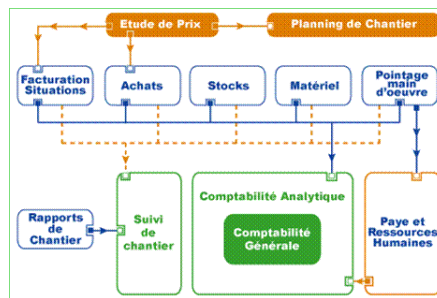 Etude de Prix
Planning de Chantier
Facturation
Situations
Achats
Stocks
Matériel
Pointage
main
d'oeuvre
Rapports
de Chantier
Suivi
de
chantier
Comptabilité Analytique
Comptabilité
Générale
Paye et
Ressources
Humaines